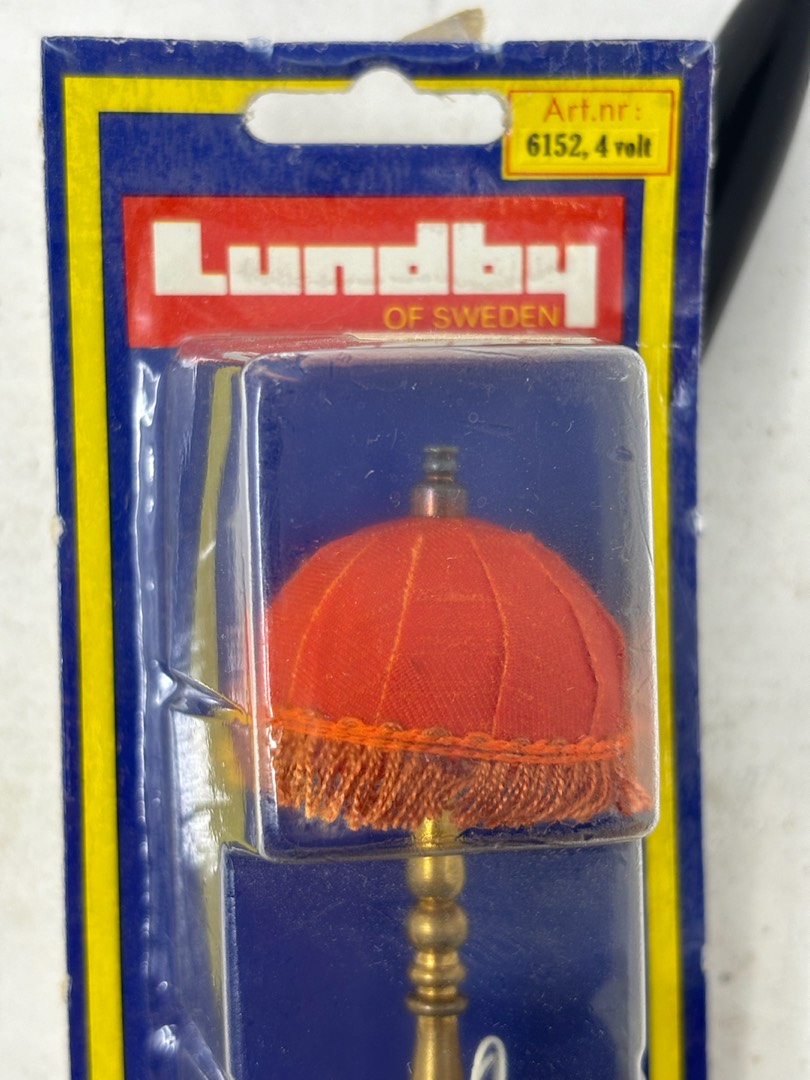 Art.nr:
6152, 4 volt
Lundby
OF SWEDEN